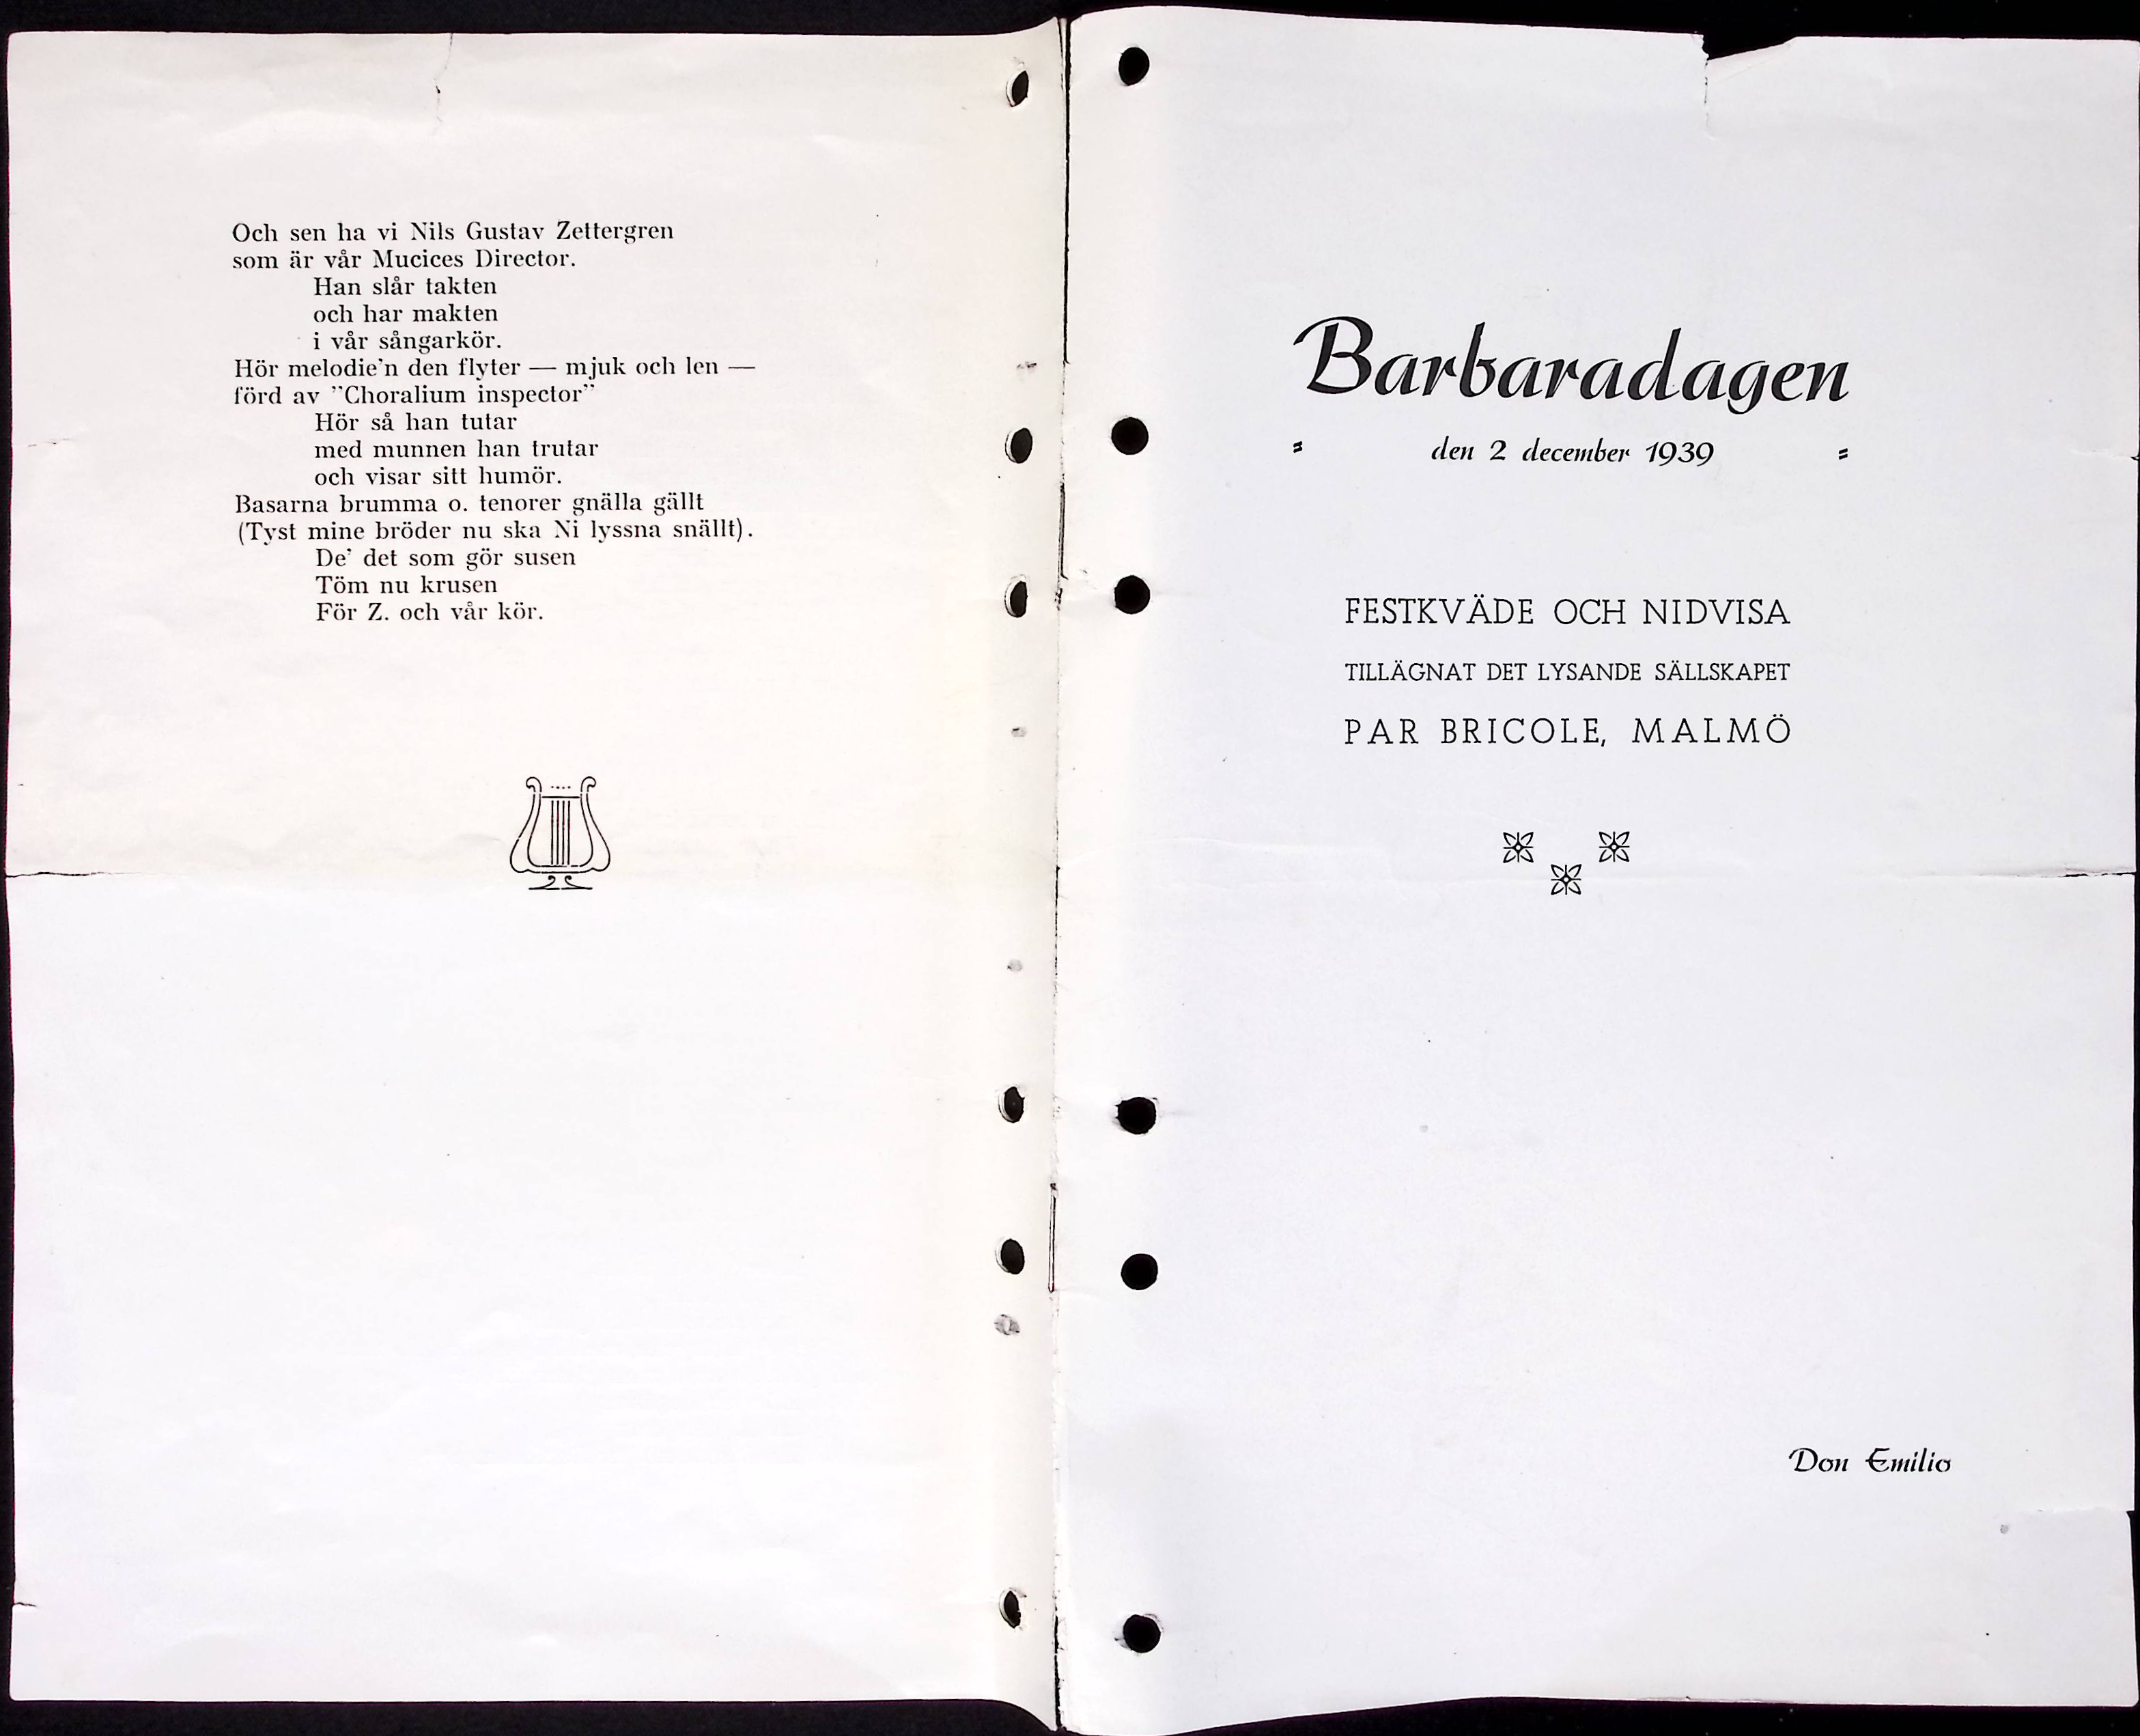 Och sen ha vi Nils Gustav Zettergren
som är vår Mucices Director.
Han slår takten
och har makten
i vår sångarkör.
Hör melodie'n den flyter — mjuk och len —
förd av "Choralium inspector"
Hör så han tutar
med munnen han trutar
och visar sitt humör.
Basarna brumma o. tenorer gnälla gällt
(Tyst mine bröder nu ska Ni lyssna snällt).
De' det som gör susen
Töm nu krusen
För Z. och vår kör.
Barbaradagen
den 2 december 1939
FESTKVÄDE OCH NIDVISA
TILLÄGNAT DET LYSANDE SÄLLSKAPET
PAR BRICOLE, MALMÖ
Don Emilio